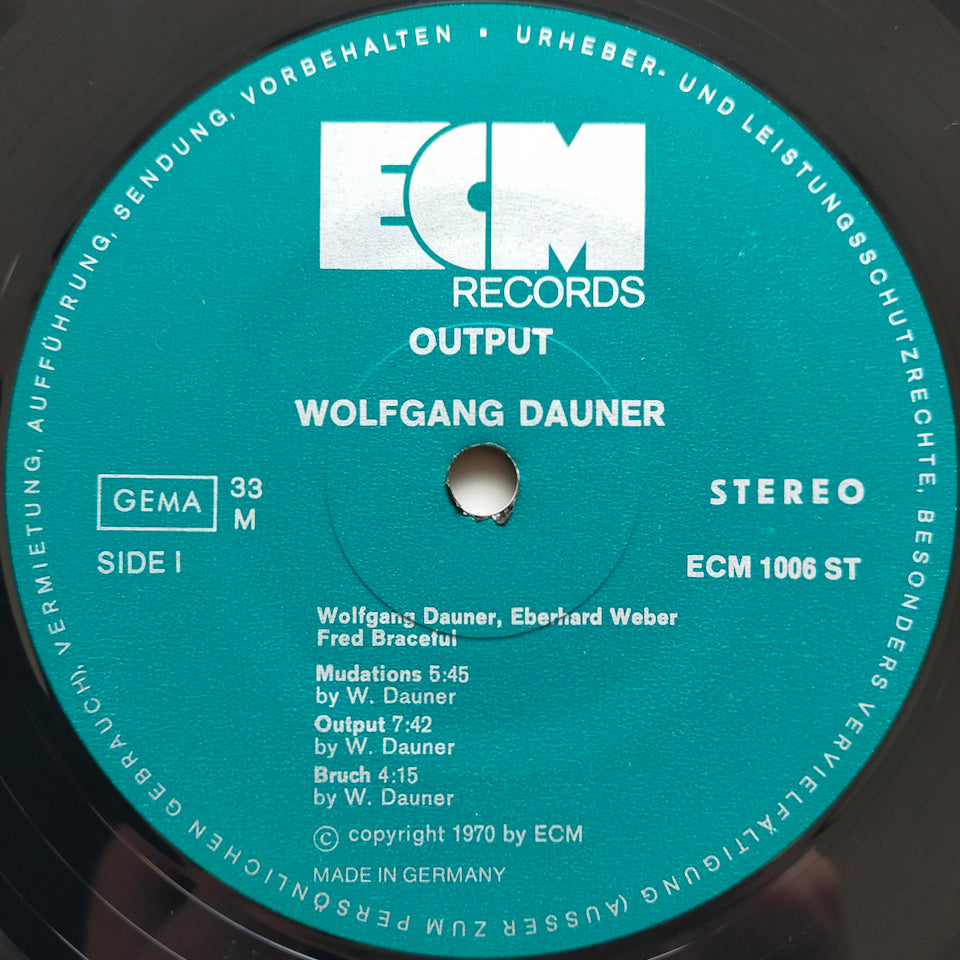 URHEBER- UND LEISTUNGSSCHUTZRECHTE, BESONDERS VERVIELFÄLTIGUNG (AUSSER ZUM PERSÖNLICHEN GEBRAUCH), VERMIETUNG, AUFFÜHRUNG, SENDUNG, VORBEHALTEN ▪
ECM
RECORDS
OUTPUT
WOLFGANG DAUNER
GEMA 33 M
STEREO
SIDE I
ECM 1006 ST
Wolfgang Dauner, Eberhard Weber
Fred Braceful
Mudations 5:45
by W. Dauner
Output 7:42
by W. Dauner
Bruch 4:15
by W. Dauner
© copyright 1970 by ECM
MADE IN GERMANY